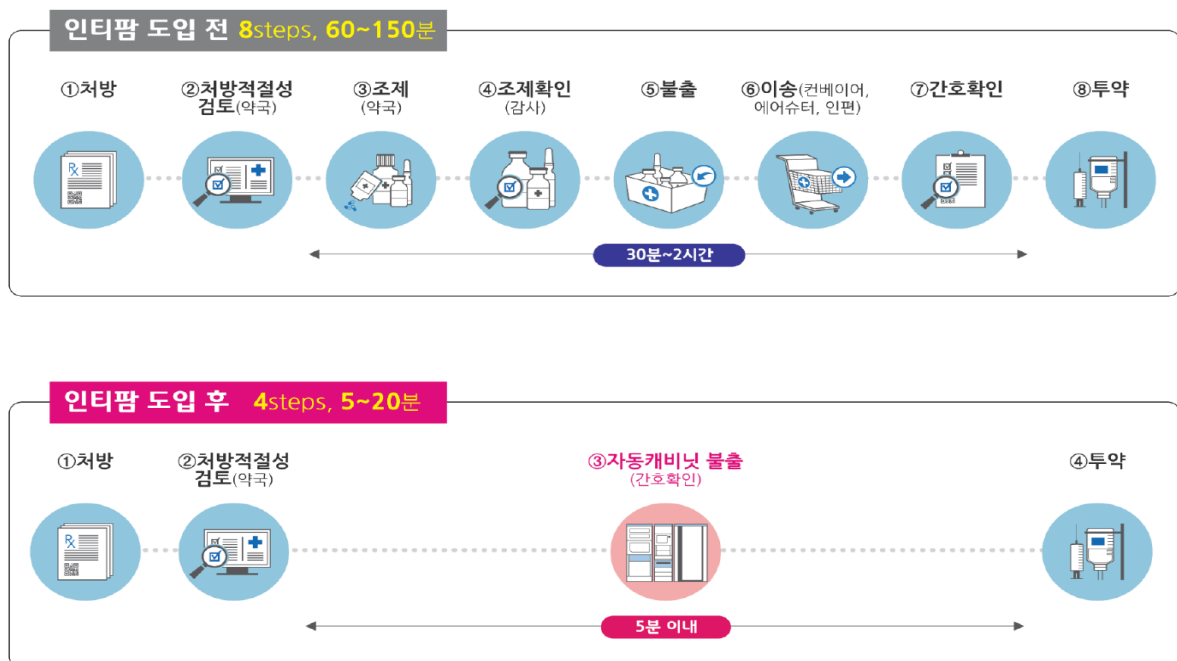 인티팜 도입 전 8steps, 60~150분
①처방
②처방적절성
검토(약국)
③조제
(약국)
④조제확인
(감사)
⑤불출
⑥이송(컨베이어,
에어슈터, 인편)
⑦간호확인
⑧투약
30분~2시간
인티팜 도입 후 4steps, 5~20분
①처방
②처방적절성
검토(약국)
③자동캐비닛 불출
(간호확인)
④투약
5분 이내